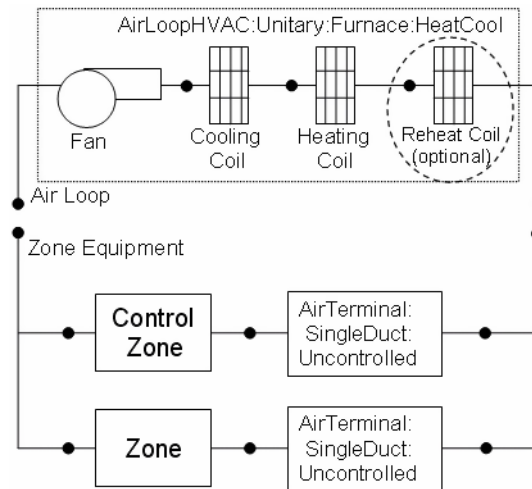 AirLoopHVAC:Unitary:Furnace:HeatCool
Fan
Cooling
Coil
Heating
Coil
Reheat Coil
(optional)
Air Loop
Zone Equipment
Control
Zone
AirTerminal:
SingleDuct:
Uncontrolled
Zone
AirTerminal:
SingleDuct:
Uncontrolled